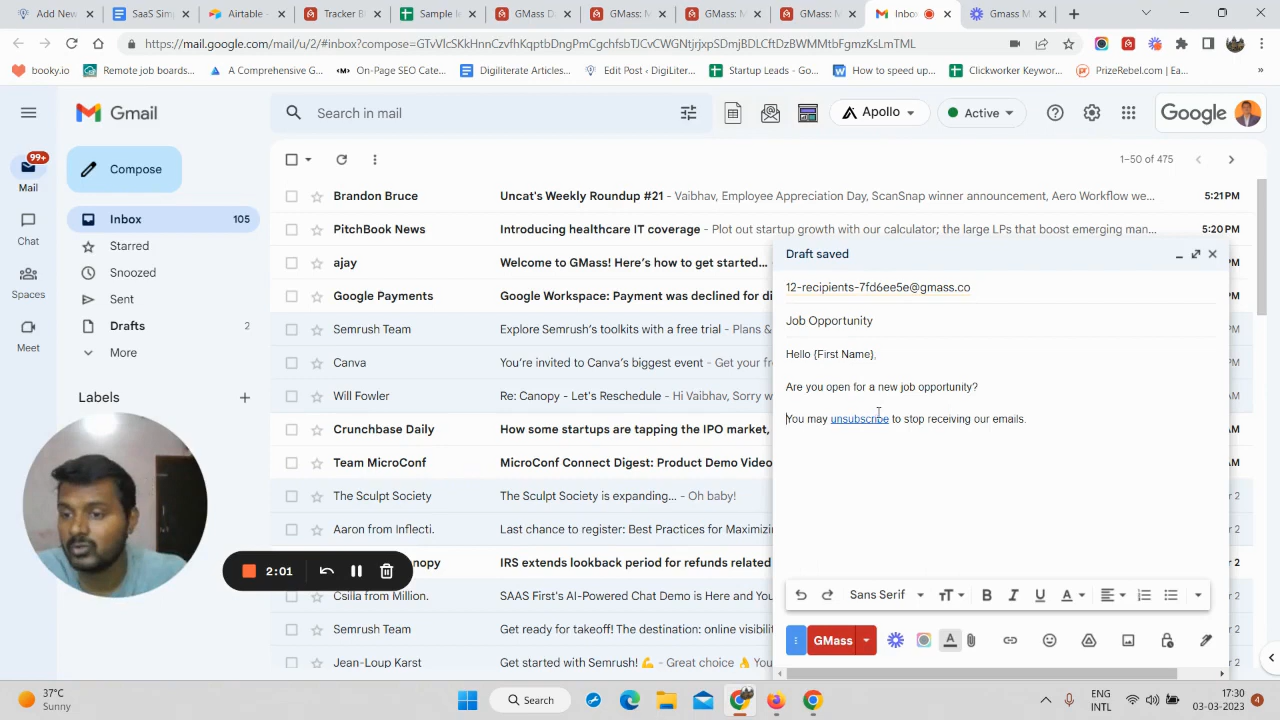 Add New
SaaS Sim
Airtable -
Tracker B
Sample I
GMass
GMass:
GMass: M
GMass: M
Inbo
Gmass M
https://mail.google.com/mail/u/2/#inbox?compose=
booky.io
Remote job boards...
A Comprehensive G...
On-Page SEO Cate...
Digiliterate Articles...
Edit Post ‹ DigiLiter...
Startup Leads - Go...
How to speed up...
Clickworker Keywor...
PrizeRebel.com | Ea...
Gmail
Search in mail
Apollo
Active
Google
99+
Mail
Chat
Spaces
Meet
Compose
Inbox 105
Starred
Snoozed
Sent
Drafts 2
More
Labels
1–50 of 475
Brandon Bruce Uncat's Weekly Roundup #21 - Vaibhav, Employee Appreciation Day, ScanSnap winner announcement, Aero Workflow we... 5:21 PM
PitchBook News Introducing healthcare IT coverage - Plot out startup growth with our calculator; the large LPs that boost emerging man... 5:20 PM
ajay Welcome to GMass! Here's how to get started...
Google Payments Google Workspace: Payment was declined for di
Semrush Team Explore Semrush's toolkits with a free trial - Plans &
Canva You're invited to Canva's biggest event - Get your fr
Will Fowler Re: Canopy - Let's Reschedule - Hi Vaibhav, Sorry w
Crunchbase Daily How some startups are tapping the IPO market,
Team MicroConf MicroConf Connect Digest: Product Demo Video
The Sculpt Society The Sculpt Society is expanding... - Oh baby!
Aaron from Inflecti. Last chance to register: Best Practices for Maximizin
nopy IRS extends lookback period for refunds related
Csilla from Million. SAAS First's AI-Powered Chat Demo is Here and You
Semrush Team Get ready for takeoff! The destination: online visibilit
Jean-Loup Karst Get started with Semrush! 💪 - Great choice 👍 You
2:01
Draft saved
12-recipients-7fd6ee5e@gmass.co
Job Opportunity
Hello {First Name},
Are you open for a new job opportunity?
You may unsubscribe to stop receiving our emails.
Sans Serif
GMass
37°C
Sunny
Search
ENG
INTL
17:30
03-03-2023
4